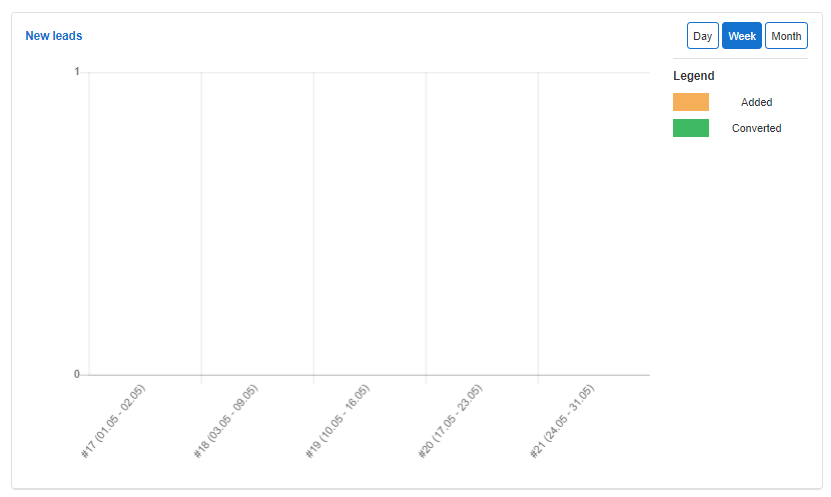 New leads
Day
Week
Month
Legend
Added
Converted
1
0
#17 (01.05 - 02.05)
#18 (03.05 - 09.05)
#19 (10.05 - 16.05)
#20 (17.05 - 23.05)
#21 (24.05 - 31.05)